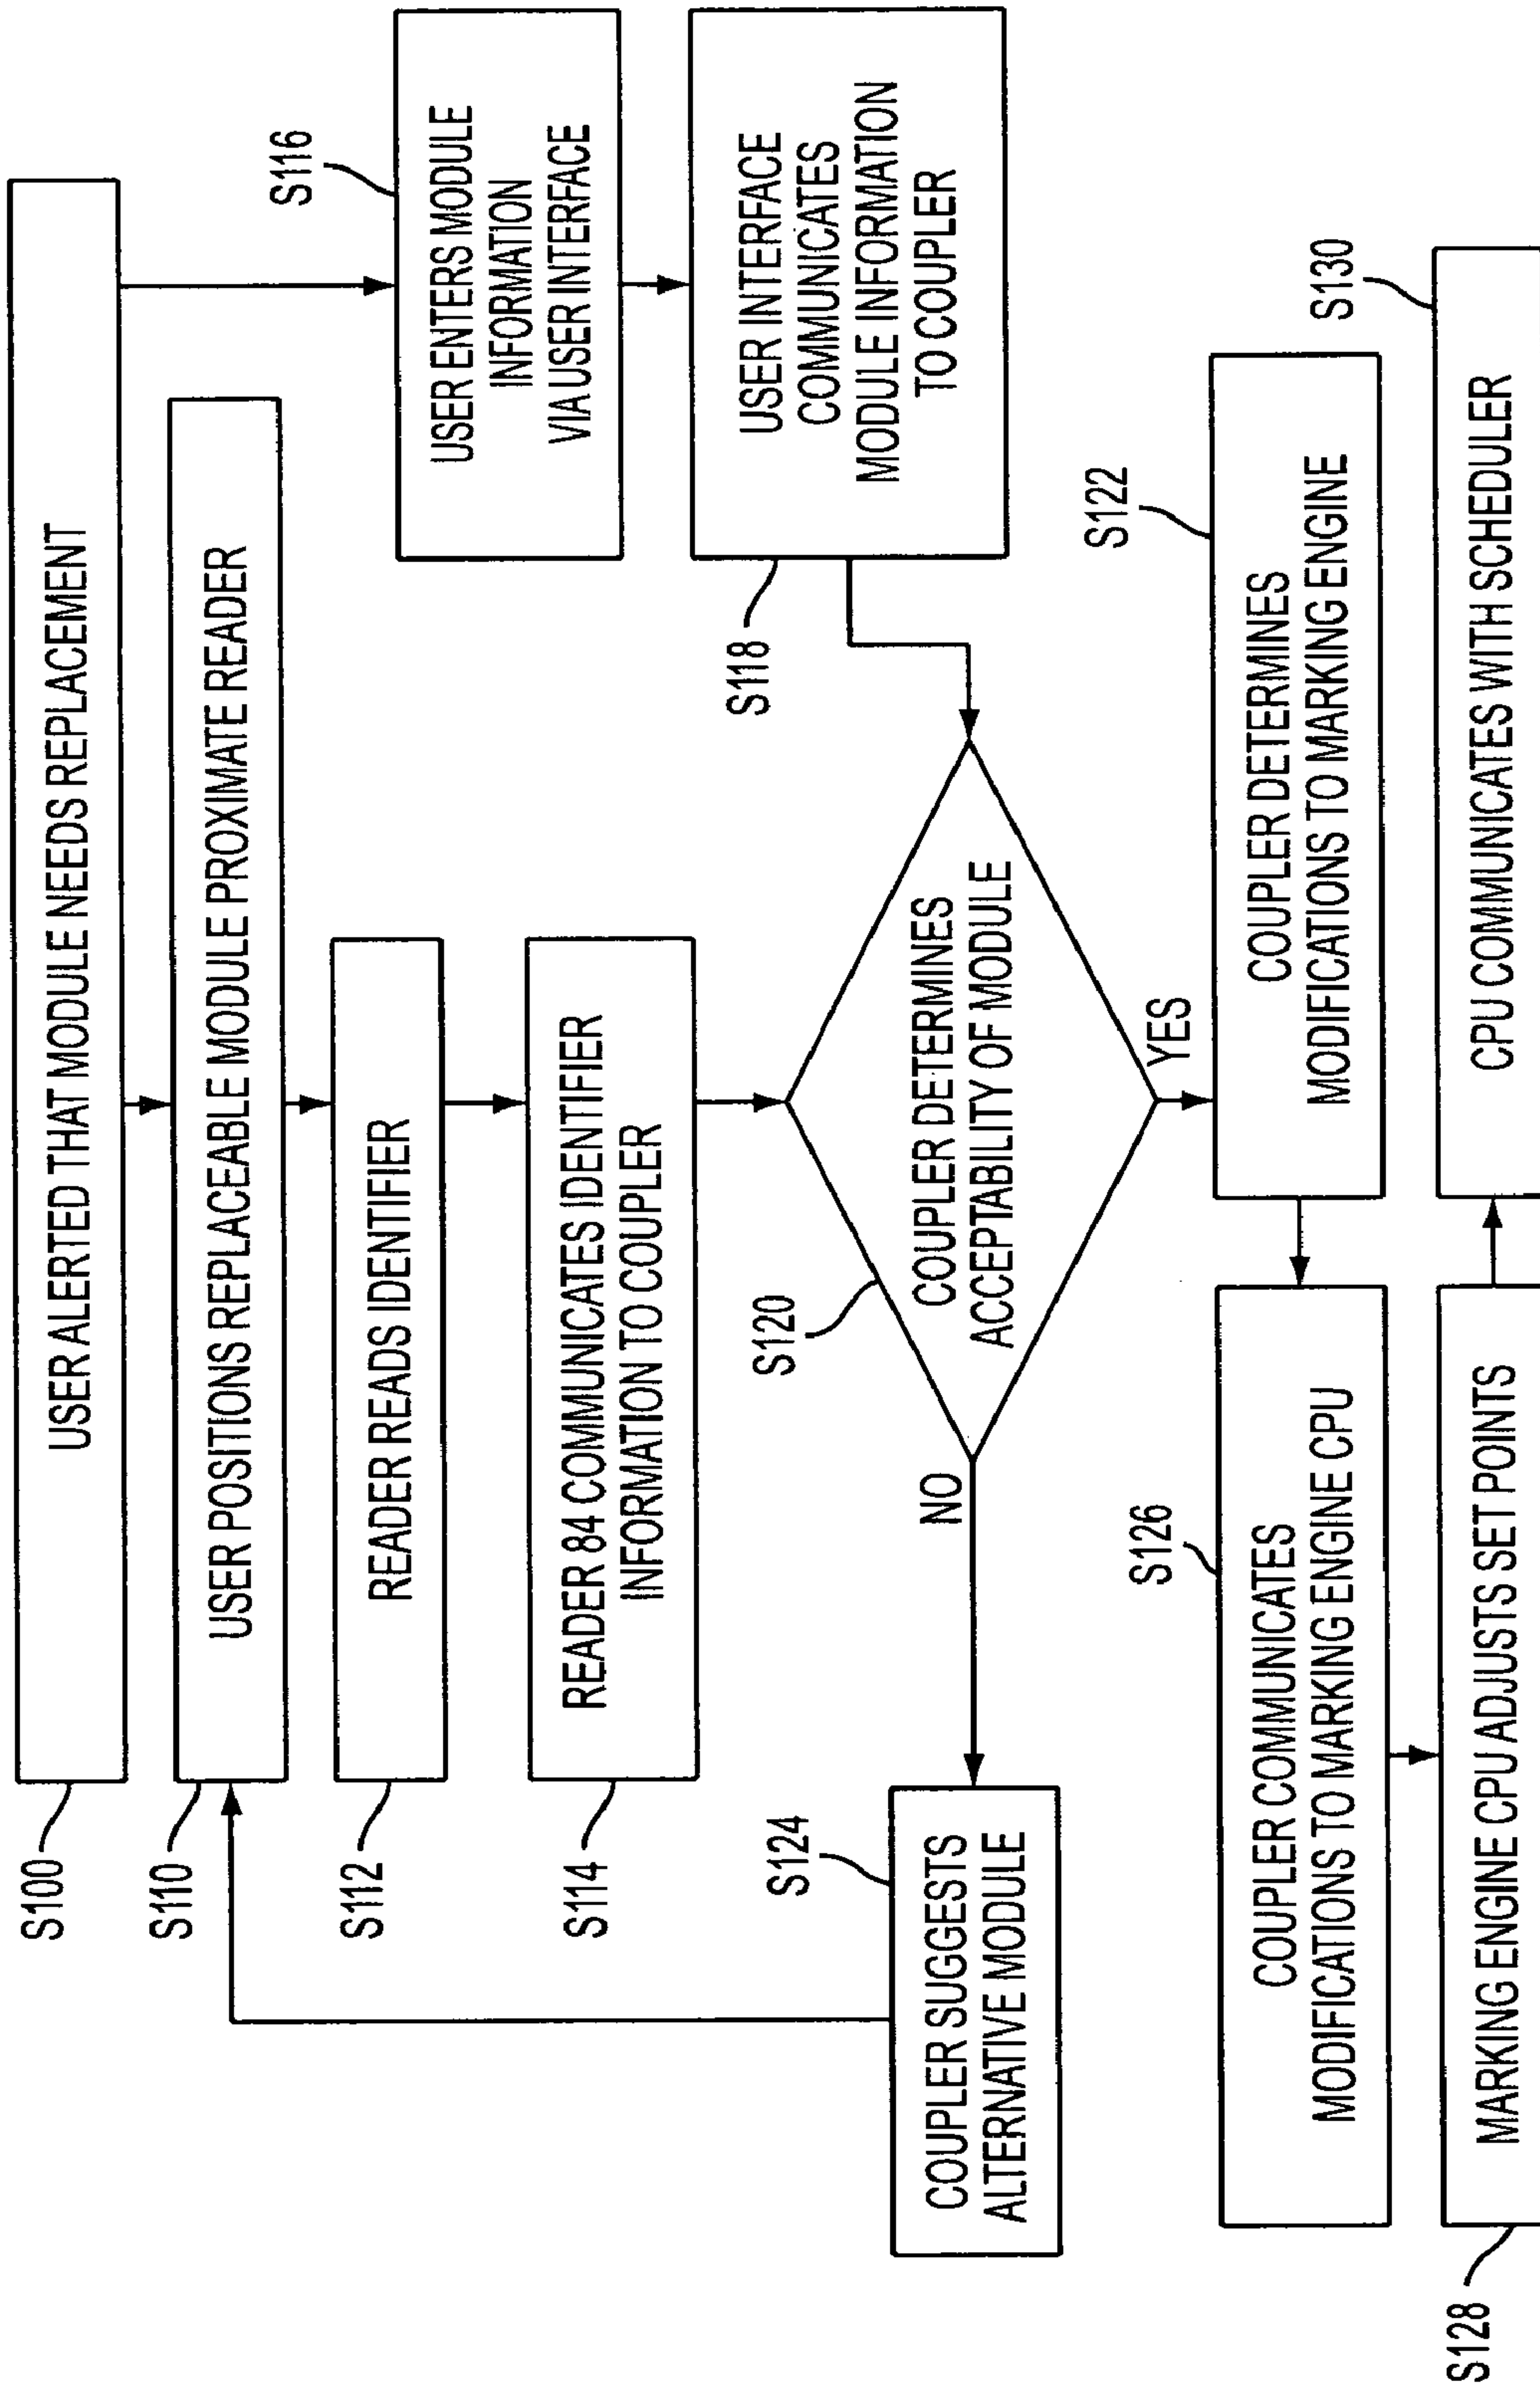 S100
USER ALERTED THAT MODULE NEEDS REPLACEMENT
S110
USER POSITIONS REPLACEABLE MODULE PROXIMATE READER
S112
READER READS IDENTIFIER
S114
READER 84 COMMUNICATES IDENTIFIER
INFORMATION TO COUPLER
S116
USER ENTERS MODULE
INFORMATION
VIA USER INTERFACE
S118
USER INTERFACE
COMMUNICATES
MODULE INFORMATION
TO COUPLER
S120
COUPLER DETERMINES
ACCEPTABILITY OF MODULE
NO
YES
S124
COUPLER SUGGESTS
ALTERNATIVE MODULE
S122
COUPLER DETERMINES
MODIFICATIONS TO MARKING ENGINE
S126
COUPLER COMMUNICATES
MODIFICATIONS TO MARKING ENGINE CPU
S128
MARKING ENGINE CPU ADJUSTS SET POINTS
S130
CPU COMMUNICATES WITH SCHEDULER